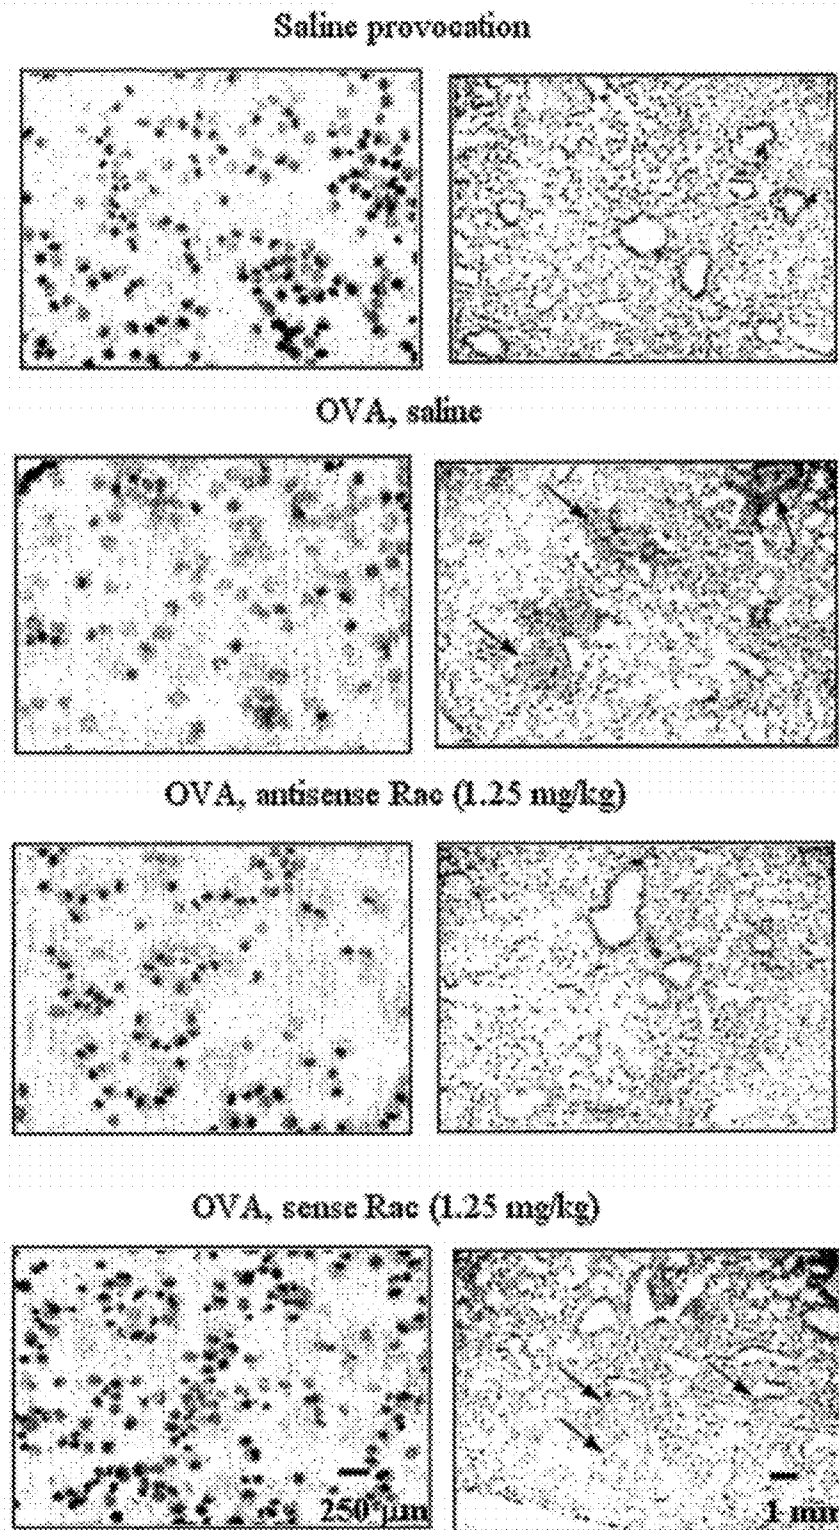 Saline provocation
OVA, saline
OVA, antisense Rac (1.25 mg/kg)
OVA, sense Rac (1.25 mg/kg)
250 µm
1 mm